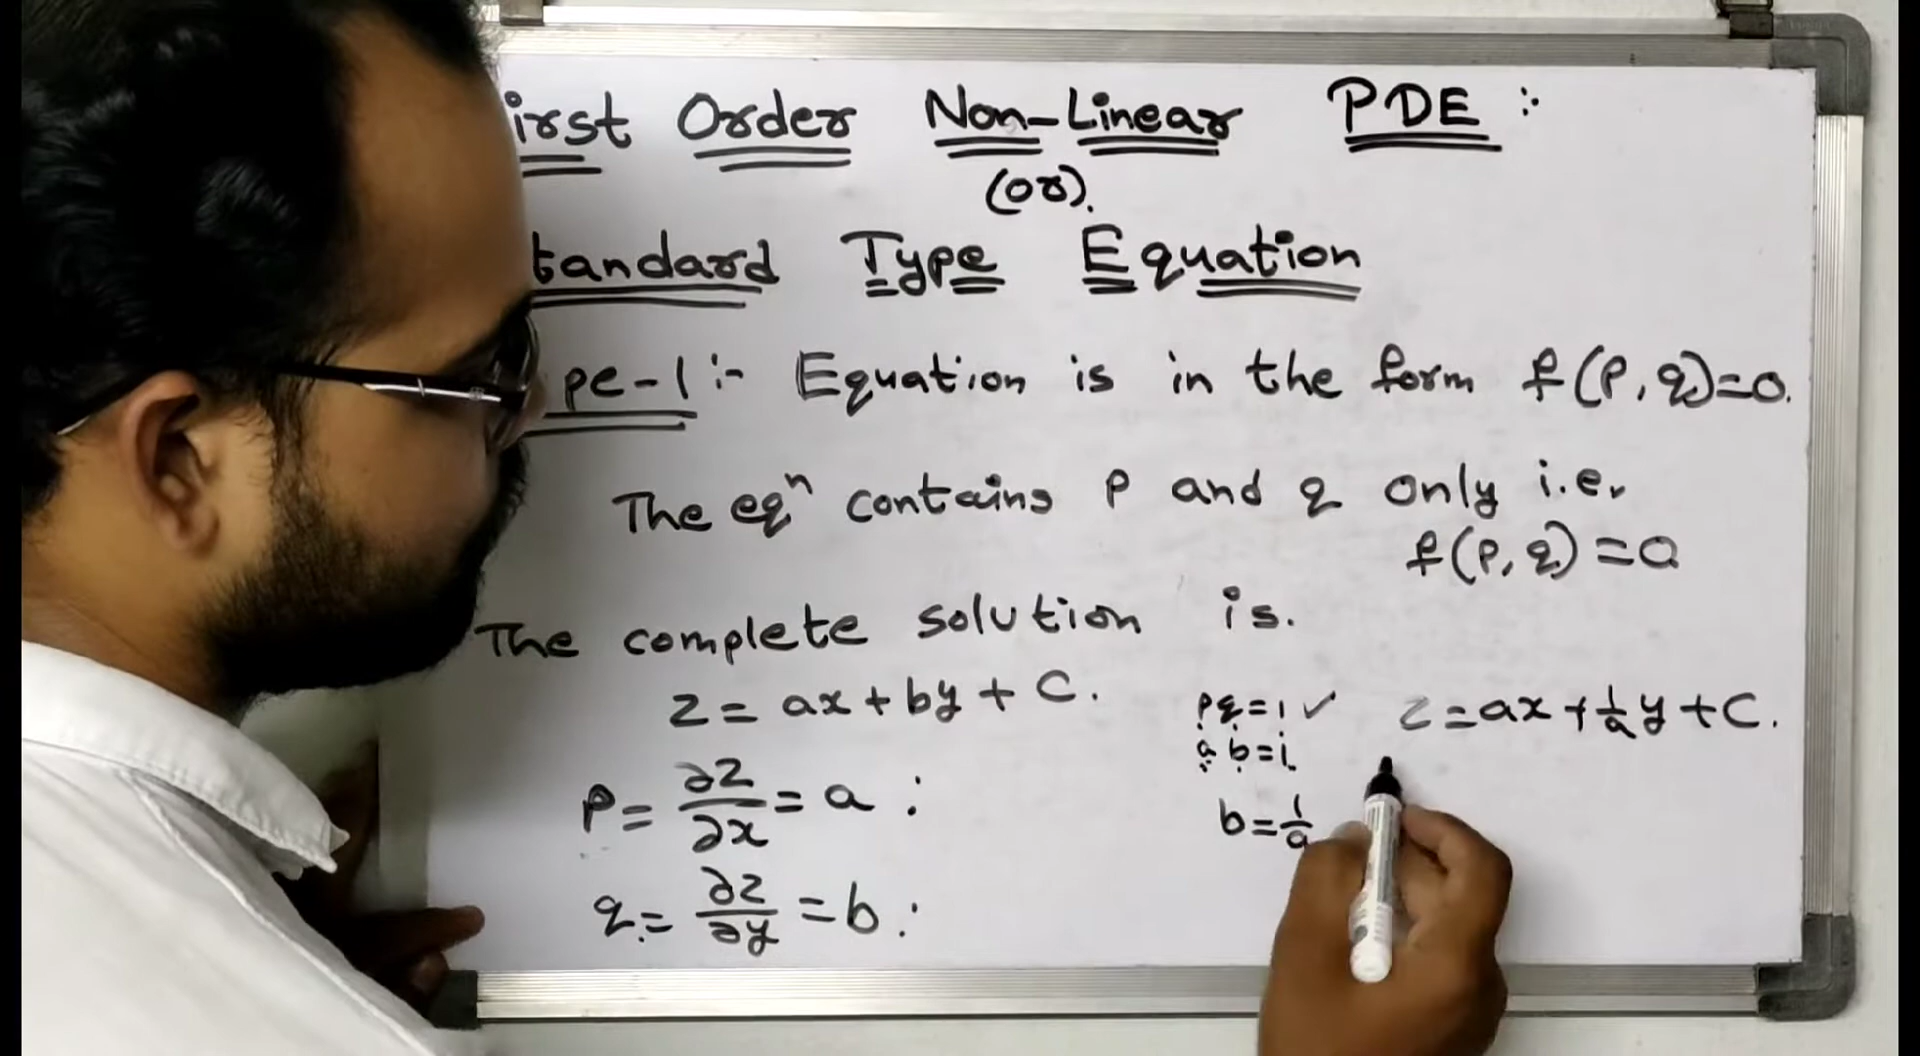 irst Order Non-Linear PDE :-
(or).
tandard Type Equation
pe-1 :- Equation is in the form f(P,q)=0.
The eqⁿ contains P and q only i.e.
f(P,q)=0
The complete solution is.
z = ax + by + c.
Pq = 1 ✓
ab = 1.
b = 1/a
z = ax + 1/a y + c.
P = ∂z/∂x = a :
q = ∂z/∂y = b :